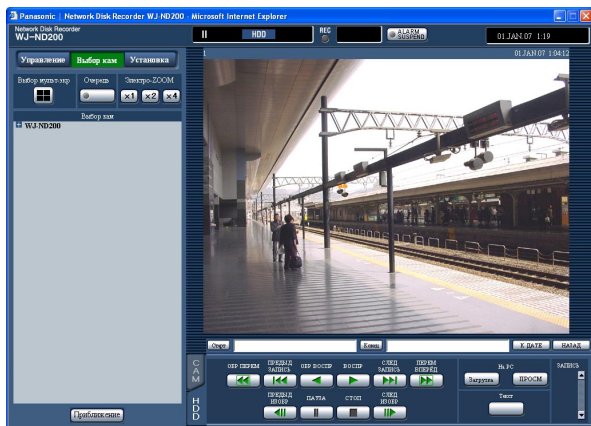 Panasonic | Network Disk Recorder WJ-ND200 - Microsoft Internet Explorer
Network Disk Recorder
WJ-ND200
HDD
REC
ALARM
SUSPEND
01.JAN.07 1:19
Управление
Выбор кам
Установка
1
01.JAN.07 1:04:12
Выбор мульт-экр
Очередь
Электро-ZOOM
x1
x2
x4
Выбор кам
WJ-ND200
Старт
Конец
К ДАТЕ
НАЗАД
CAM
HDD
ОБР ПЕРЕМ
ПРЕДЫД
ЗАПИСЬ
ОБР ВОСПР
ВОСПР
СЛЕД
ЗАПИСЬ
ПЕРЕМ
ВПЕРЁД
На PC
Загрузка
ПРОСМ
ЗАПИСЬ
ПРЕДЫД
ИЗОБР
ПАУЗА
СТОП
СЛЕД
ИЗОБР
Текст
Приближение